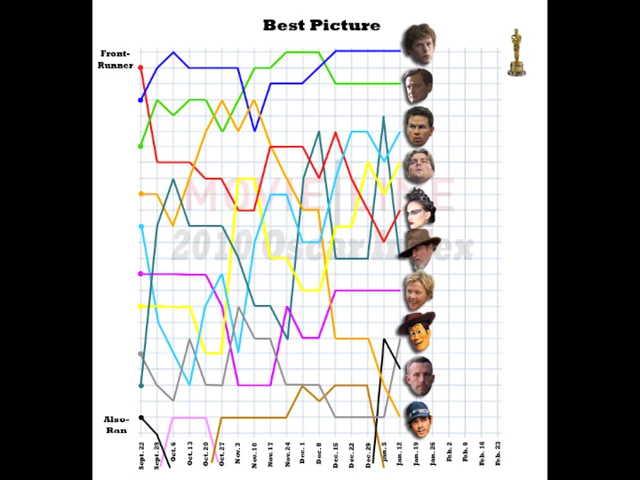 Best Picture
Front-
Runner
MOVIE|LINE
2010 Oscar Index
Also-
Ran
Sept. 22
Sept. 29
Oct. 6
Oct. 13
Oct. 20
Oct. 27
Nov. 3
Nov. 10
Nov. 17
Nov. 24
Dec. 1
Dec. 8
Dec. 15
Dec. 22
Dec. 29
Jan. 5
Jan. 12
Jan. 19
Jan. 26
Feb. 2
Feb. 9
Feb. 16
Feb. 23